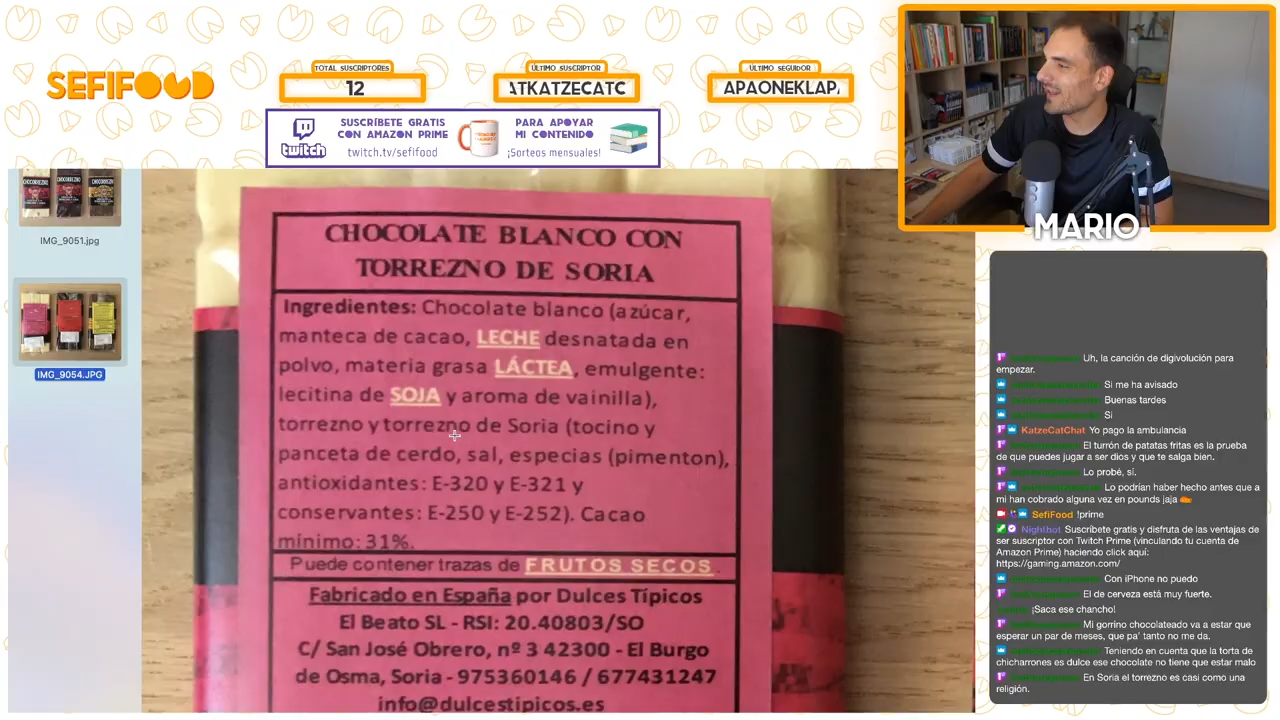 SEFIFOOD
TOTAL SUSCRIPTORES
12
ÚLTIMO SUSCRIPTOR
ATKATZECATC
ÚLTIMO SEGUIDOR
APAONEKLAP
twitch
SUSCRÍBETE GRATIS
CON AMAZON PRIME
twitch.tv/sefifood
PARA APOYAR
MI CONTENIDO
¡Sorteos mensuales!
MARIO
IMG_9051.jpg
IMG_9054.JPG
CHOCOLATE BLANCO CON
TORREZNO DE SORIA
Ingredientes: Chocolate blanco (azúcar,
manteca de cacao, LECHE desnatada en
polvo, materia grasa LÁCTEA, emulgente:
lecitina de SOJA y aroma de vainilla),
torrezno y torrezno de Soria (tocino y
panceta de cerdo, sal, especias (pimenton),
antioxidantes: E-320 y E-321 y
conservantes: E-250 y E-252). Cacao
mínimo: 31%.
Puede contener trazas de FRUTOS SECOS.
Fabricado en España por Dulces Típicos
El Beato SL - RSI: 20.40803/SO
C/ San José Obrero, nº 3 42300 - El Burgo
de Osma, Soria - 975360146 / 677431247
info@dulcestipicos.es
Uh, la canción de digivolución para
empezar.
Si me ha avisado
Buenas tardes
Si
KatzeCatChat Yo pago la ambulancia
El turrón de patatas fritas es la prueba
de que puedes jugar a ser dios y que te salga bien.
Lo probé, sí.
Lo podrían haber hecho antes que a
mi han cobrado alguna vez en pounds jaja
SefiFood !prime
Nightbot Suscríbete gratis y disfruta de las ventajas de
ser suscriptor con Twitch Prime (vinculando tu cuenta de
Amazon Prime) haciendo click aquí:
https://gaming.amazon.com/
Con iPhone no puedo
El de cerveza está muy fuerte.
¡Saca ese chancho!
Mi gorrino chocolateado va a estar que
esperar un par de meses, que pa' tanto no me da.
Teniendo en cuenta que la torta de
chicharrones es dulce ese chocolate no tiene que estar malo
En Soria el torrezno es casi como una
religión.